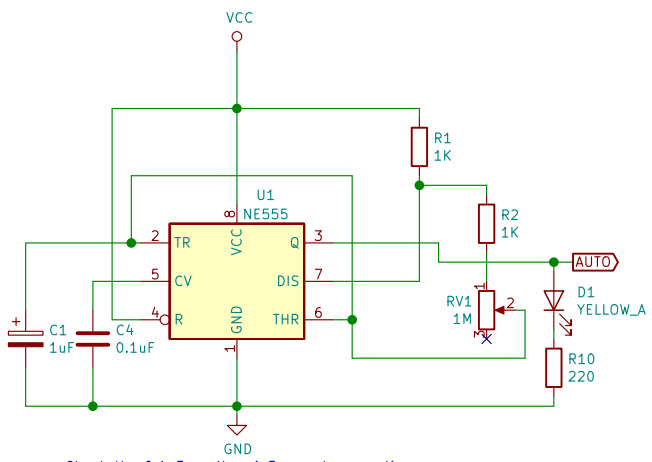 VCC
R1
1K
U1
NE555
8
R2
1K
2
TR
VCC
Q
3
5
CV
DIS
7
AUTO
1
RV1
1M
2
3
D1
YELLOW_A
4
R
GND
THR
6
+
C1
1uF
C4
0.1uF
1
R10
220
GND